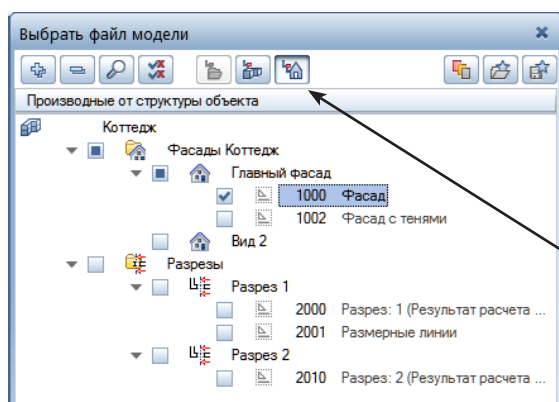 Выбрать файл модели
Производные от структуры объекта
Коттедж
Фасады Коттедж
Главный фасад
1000 Фасад
1002 Фасад с тенями
Вид 2
Разрезы
Разрез 1
2000 Разрез: 1 (Результат расчета ...
2001 Размерные линии
Разрез 2
2010 Разрез: 2 (Результат расчета ...